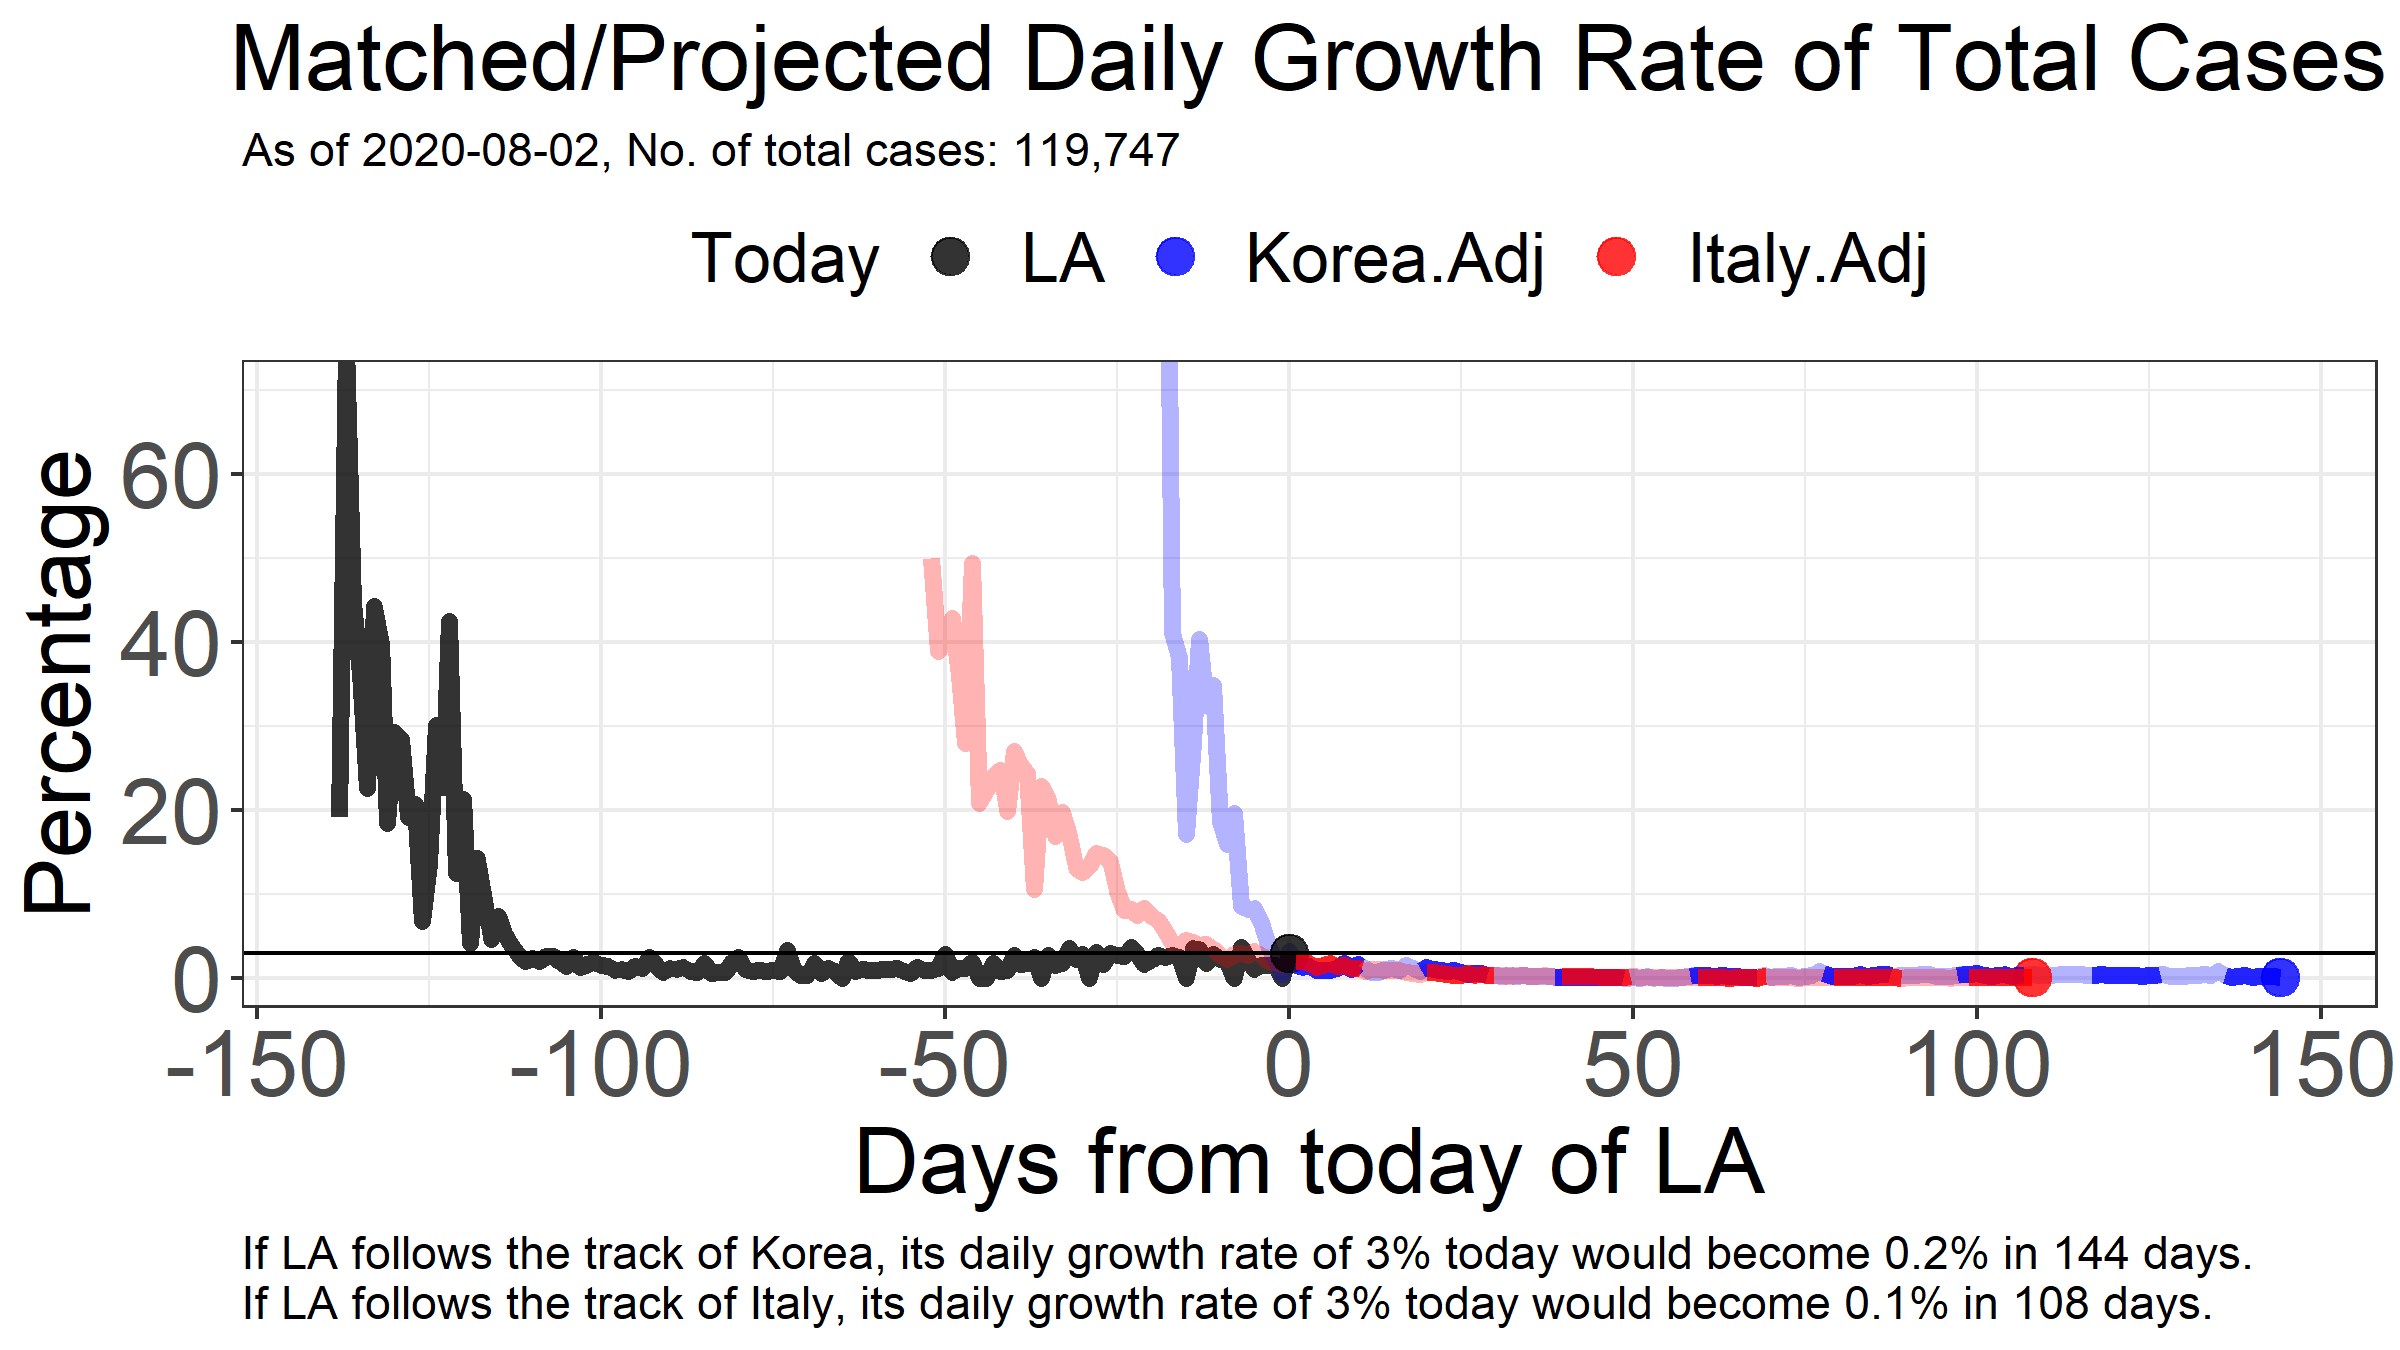 Matched/Projected Daily Growth Rate of Total Cases
As of 2020-08-02, No. of total cases: 119,747
Today LA Korea.Adj Italy.Adj
Percentage
60
40
20
0
-150 -100 -50 0 50 100 150
Days from today of LA
If LA follows the track of Korea, its daily growth rate of 3% today would become 0.2% in 144 days.
If LA follows the track of Italy, its daily growth rate of 3% today would become 0.1% in 108 days.